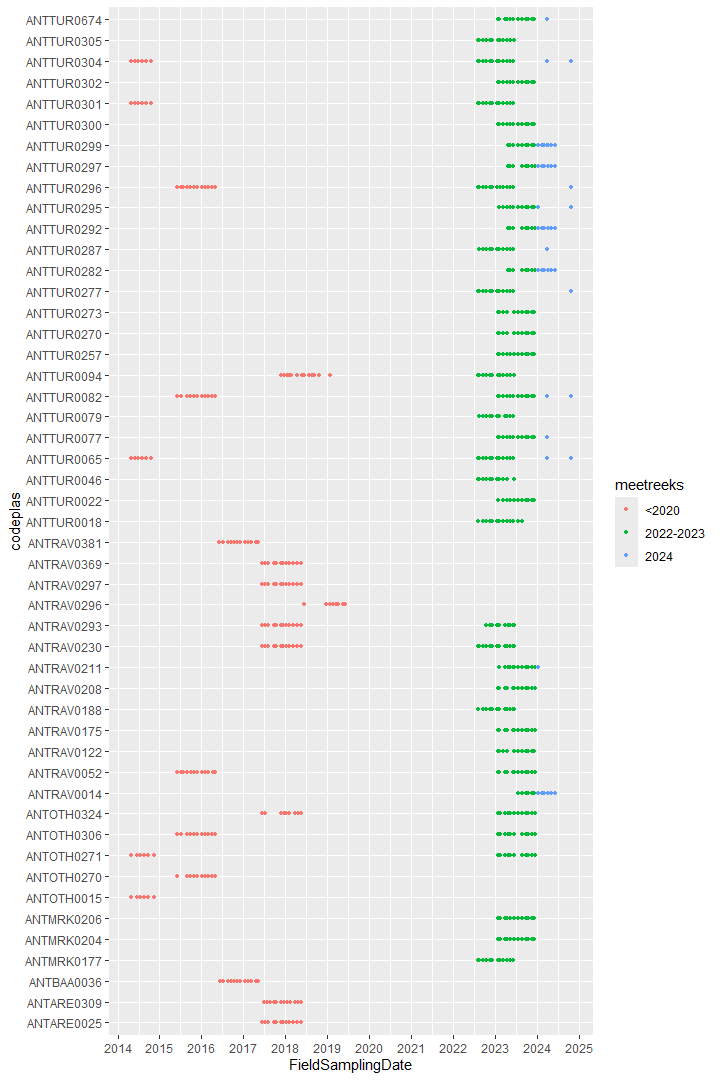 ANTTUR0674
ANTTUR0305
ANTTUR0304
ANTTUR0302
ANTTUR0301
ANTTUR0300
ANTTUR0299
ANTTUR0297
ANTTUR0296
ANTTUR0295
ANTTUR0292
ANTTUR0287
ANTTUR0282
ANTTUR0277
ANTTUR0273
ANTTUR0270
ANTTUR0257
ANTTUR0094
ANTTUR0082
ANTTUR0079
ANTTUR0077
ANTTUR0065
ANTTUR0046
ANTTUR0022
ANTTUR0018
ANTRAV0381
ANTRAV0369
ANTRAV0297
ANTRAV0296
ANTRAV0293
ANTRAV0230
ANTRAV0211
ANTRAV0208
ANTRAV0188
ANTRAV0175
ANTRAV0122
ANTRAV0052
ANTRAV0014
ANTOTH0324
ANTOTH0306
ANTOTH0271
ANTOTH0270
ANTOTH0015
ANTMRK0206
ANTMRK0204
ANTMRK0177
ANTBAA0036
ANTARE0309
ANTARE0025
codeplas
2014 2015 2016 2017 2018 2019 2020 2021 2022 2023 2024 2025
FieldSamplingDate
meetreeks
<2020
2022-2023
2024